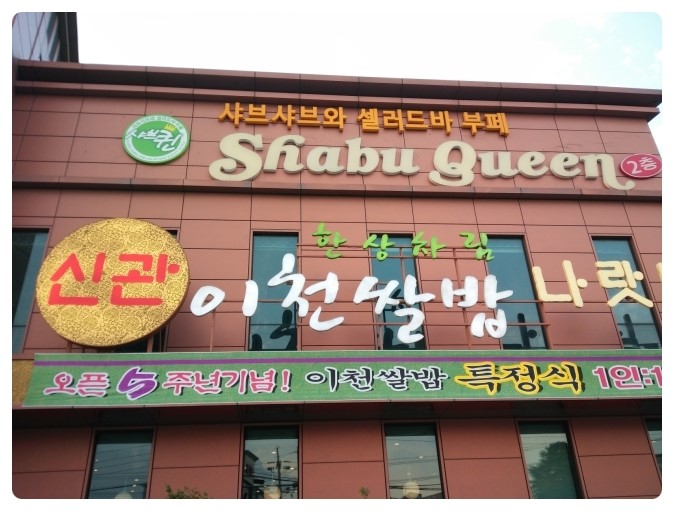 샤브샤브와 셀러드바 부페
샤브퀸
Shabu Queen 2층
한상차림
신관 이천쌀밥 나랏
오픈 5주년기념! 이천쌀밥 특정식 1인:1